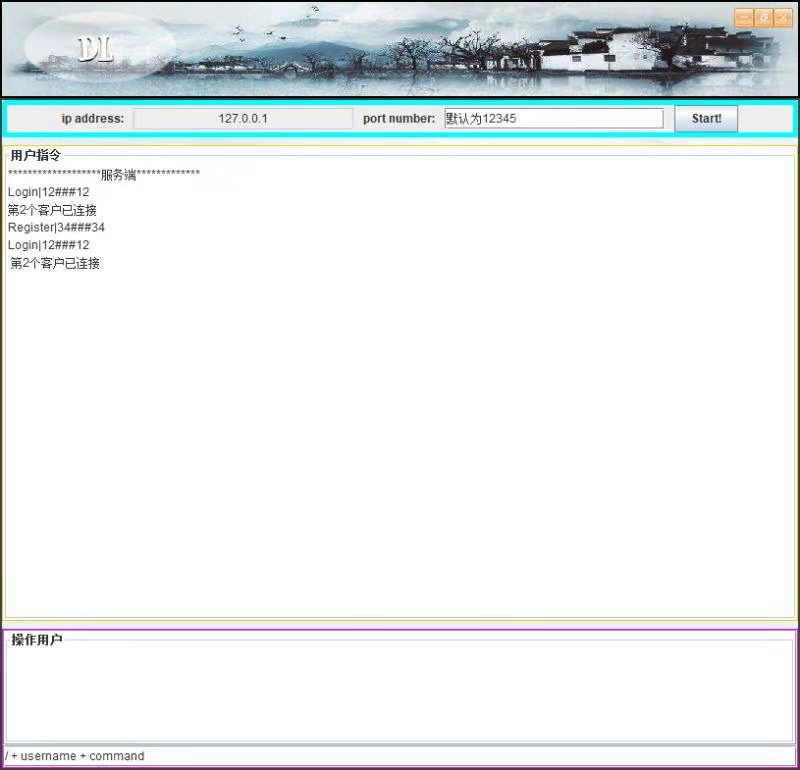 DL
ip address: 127.0.0.1 port number: 默认为12345 Start!
用户指令
*******************服务端*************
Login|12###12
第2个客户已连接
Register|34###34
Login|12###12
第2个客户已连接
操作用户
/ + username + command